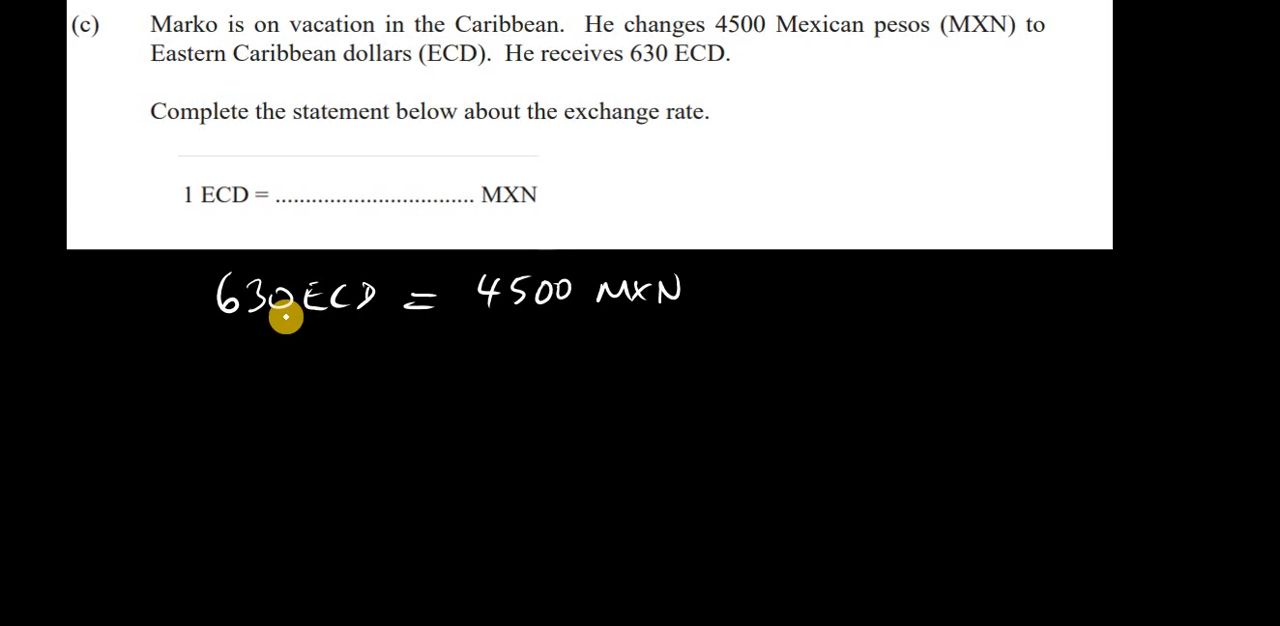 (c) Marko is on vacation in the Caribbean. He changes 4500 Mexican pesos (MXN) to
Eastern Caribbean dollars (ECD). He receives 630 ECD.
Complete the statement below about the exchange rate.
1 ECD = ................................. MXN
630 ECD = 4500 MXN